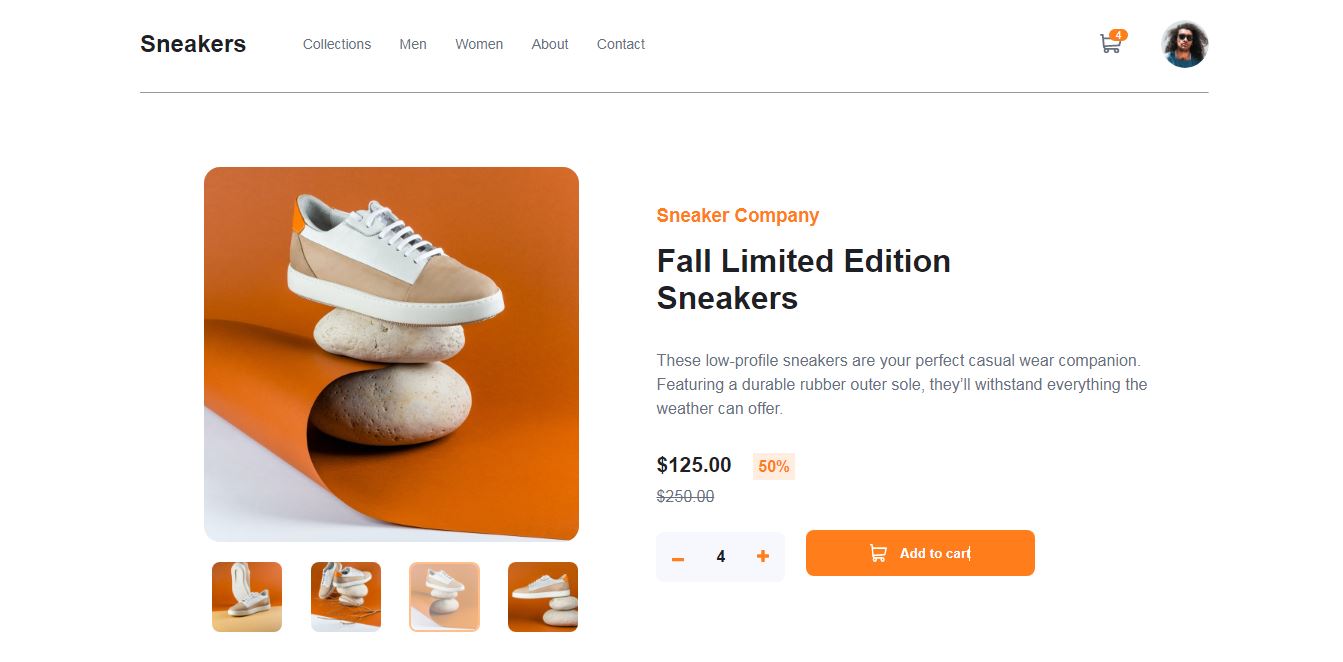 Sneakers
Collections
Men
Women
About
Contact
4
Sneaker Company
Fall Limited Edition
Sneakers
These low-profile sneakers are your perfect casual wear companion.
Featuring a durable rubber outer sole, they’ll withstand everything the
weather can offer.
$125.00
50%
$250.00
4
Add to cart